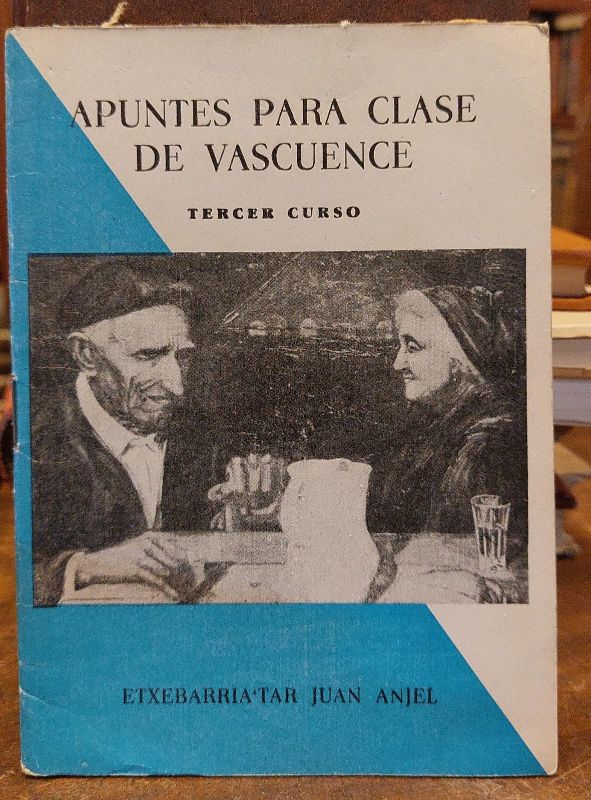 APUNTES PARA CLASE
DE VASCUENCE
TERCER CURSO
ETXEBARRIA'TAR JUAN ANJEL